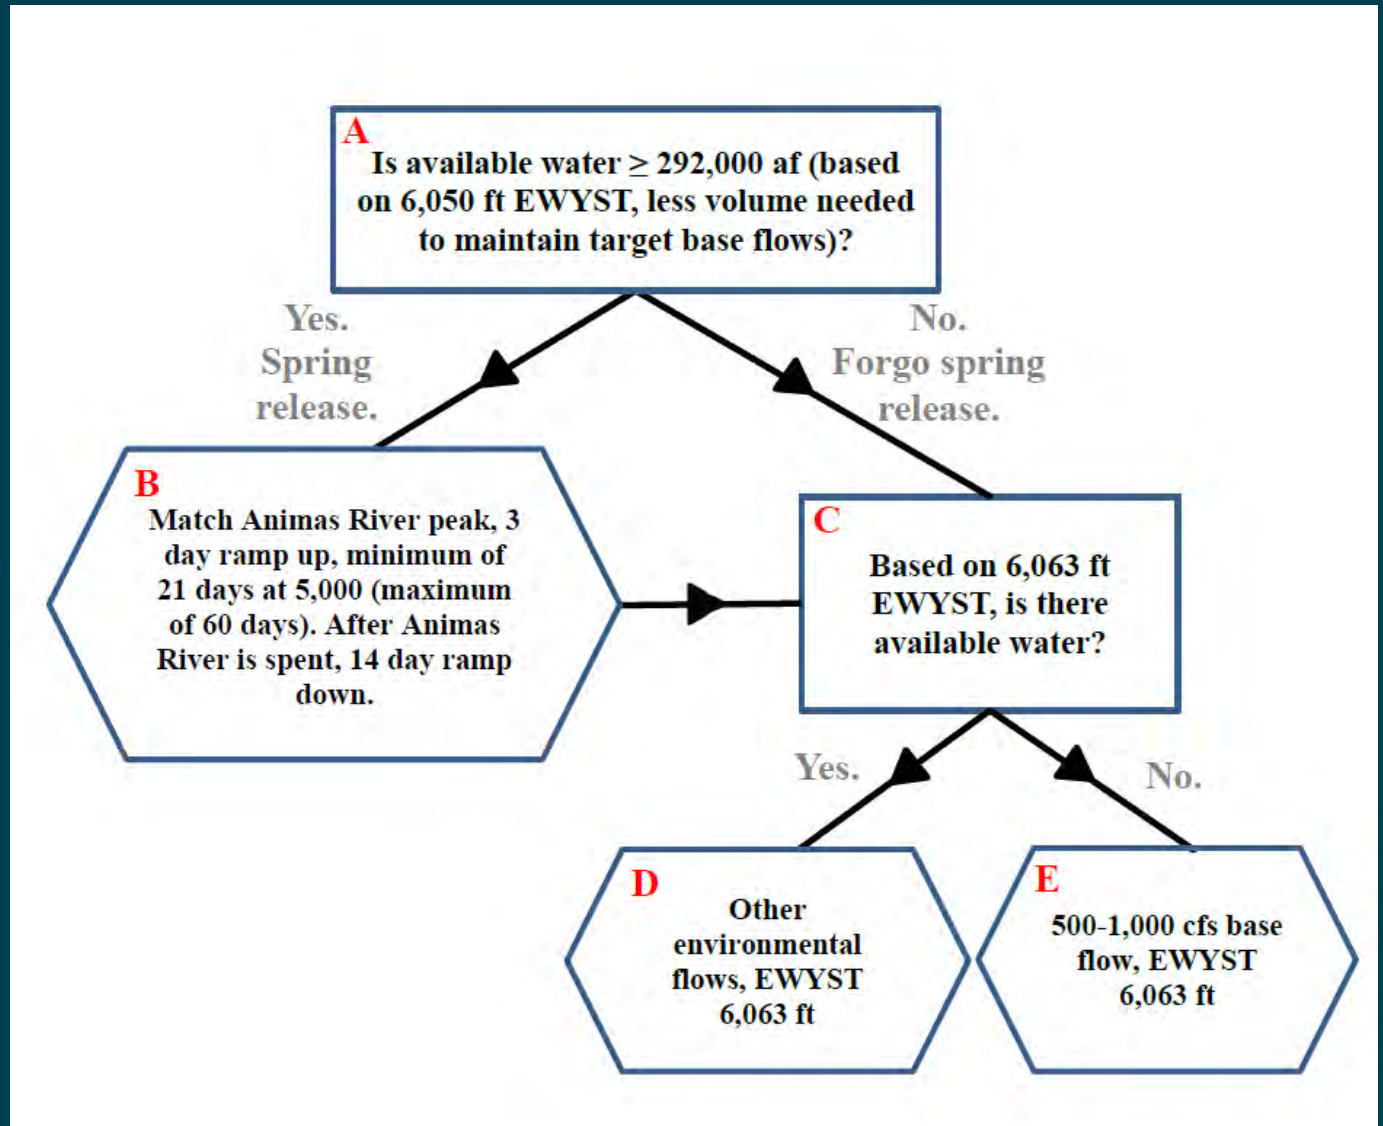 A
Is available water ≥ 292,000 af (based
on 6,050 ft EWYST, less volume needed
to maintain target base flows)?
Yes.
Spring
release.
No.
Forgo spring
release.
B
Match Animas River peak, 3
day ramp up, minimum of
21 days at 5,000 (maximum
of 60 days). After Animas
River is spent, 14 day ramp
down.
C
Based on 6,063 ft
EWYST, is there
available water?
Yes.
No.
D
Other
environmental
flows, EWYST
6,063 ft
E
500-1,000 cfs base
flow, EWYST
6,063 ft